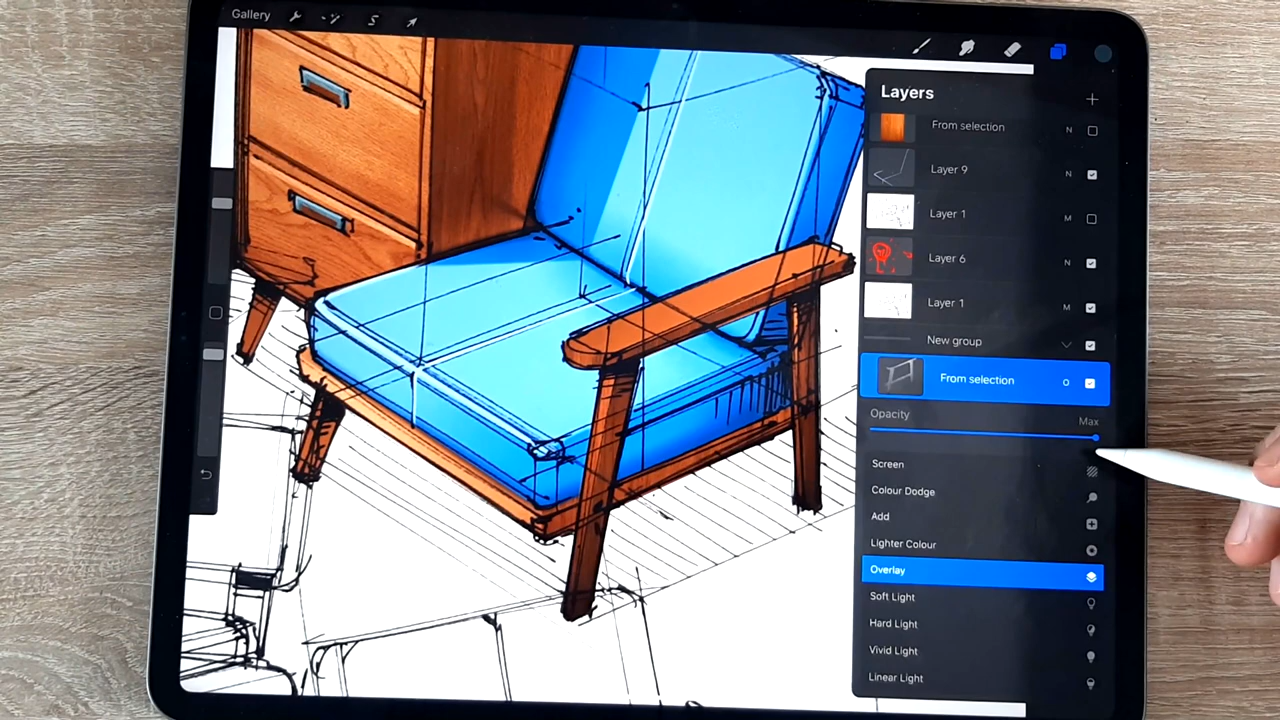 Gallery
Layers
From selection N
Layer 9 N
Layer 1 M
Layer 6 N
Layer 1 M
New group
From selection O
Opacity Max
Screen
Colour Dodge
Add
Lighter Colour
Overlay
Soft Light
Hard Light
Vivid Light
Linear Light